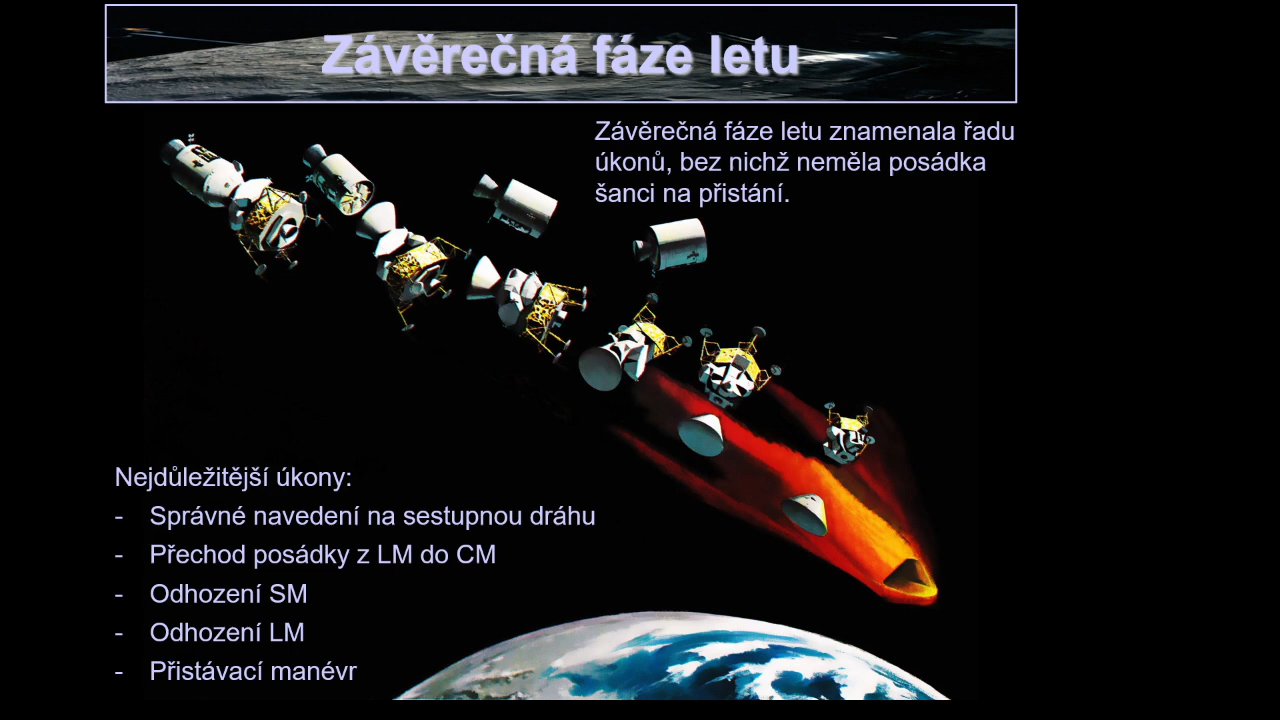 Závěrečná fáze letu
Závěrečná fáze letu znamenala řadu
úkonů, bez nichž neměla posádka
šanci na přistání.
Nejdůležitější úkony:
- Správné navedení na sestupnou dráhu
- Přechod posádky z LM do CM
- Odhození SM
- Odhození LM
- Přistávací manévr